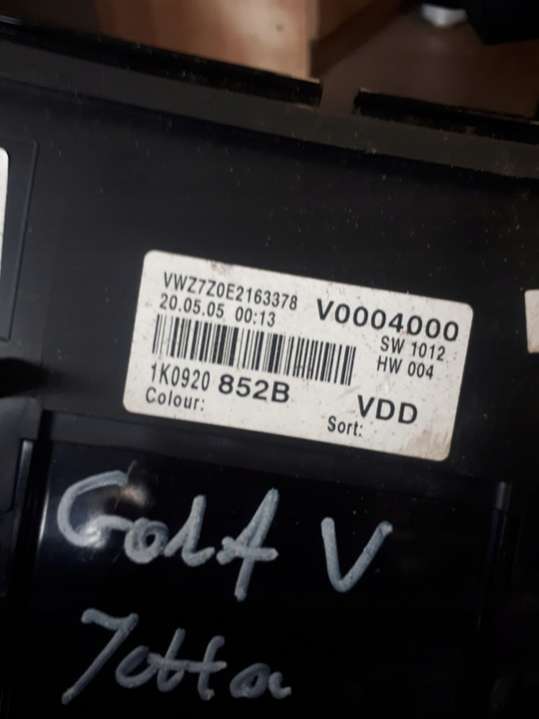 VWZ7Z0E2163378 V0004000
20.05.05 00:13 SW 1012
HW 004
1K0920 852B VDD
Colour: Sort:
Golf V
Jetta